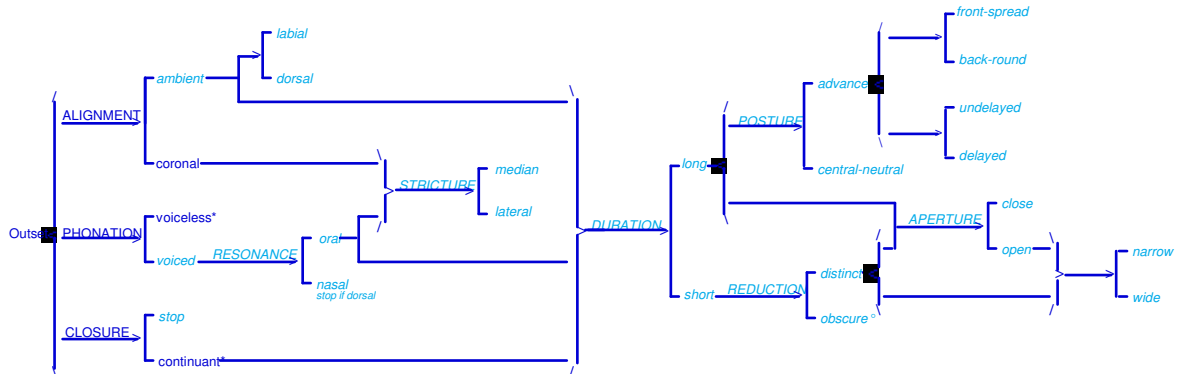 front-spread
labial
back-round
ambient
dorsal
advance
undelayed
ALIGNMENT
POSTURE
coronal
long
delayed
STRICTURE
median
central-neutral
close
lateral
voiceless*
APERTURE
DURATION
Outse
PHONATION
oral
open
narrow
voiced
RESONANCE
distinct
nasal
stop if dorsal
short
REDUCTION
wide
stop
obscure°
CLOSURE
continuant*